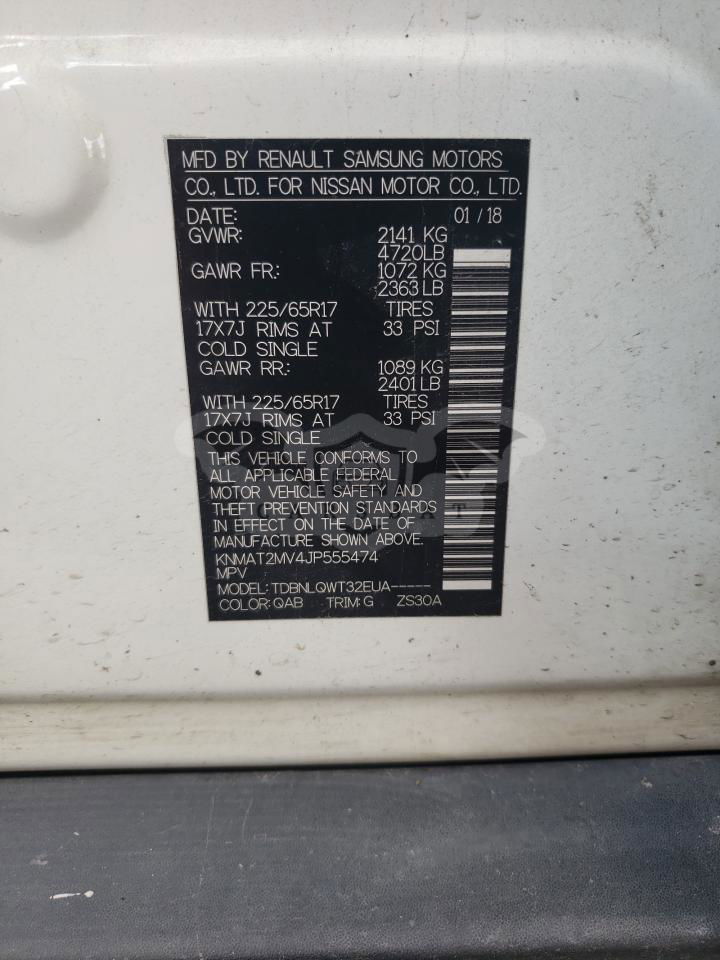 MFD BY RENAULT SAMSUNG MOTORS
CO., LTD. FOR NISSAN MOTOR CO., LTD.
DATE: 01 / 18
GVWR: 2141 KG
4720LB
GAWR FR.: 1072 KG
2363 LB
WITH 225/65R17 TIRES
17X7J RIMS AT 33 PSI
COLD SINGLE
GAWR RR.: 1089 KG
2401 LB
WITH 225/65R17 TIRES
17X7J RIMS AT 33 PSI
COLD SINGLE
THIS VEHICLE CONFORMS TO
ALL APPLICABLE FEDERAL
MOTOR VEHICLE SAFETY AND
THEFT PREVENTION STANDARDS
IN EFFECT ON THE DATE OF
MANUFACTURE SHOWN ABOVE.
KNMAT2MV4JP555474
MPV
MODEL: TDBNLQWT32EUA-----
COLOR: QAB TRIM: G ZS30A